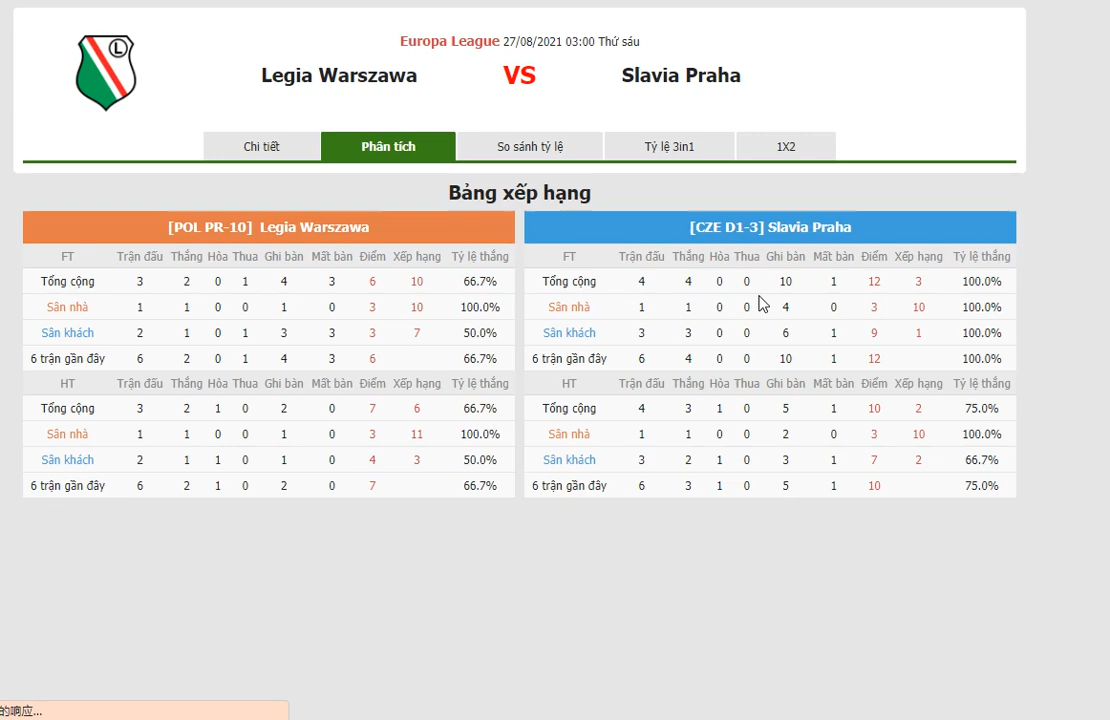 Europa League 27/08/2021 03:00 Thứ sáu
L
Legia Warszawa VS Slavia Praha
Chi tiết Phân tích So sánh tỷ lệ Tỷ lệ 3in1 1X2
Bảng xếp hạng
[POL PR-10] Legia Warszawa
FT Trận đấu Thắng Hòa Thua Ghi bàn Mất bàn Điểm Xếp hạng Tỷ lệ thắng
Tổng cộng 3 2 0 1 4 3 6 10 66.7%
Sân nhà 1 1 0 0 1 0 3 10 100.0%
Sân khách 2 1 0 1 3 3 3 7 50.0%
6 trận gần đây 6 2 0 1 4 3 6 66.7%
HT Trận đấu Thắng Hòa Thua Ghi bàn Mất bàn Điểm Xếp hạng Tỷ lệ thắng
Tổng cộng 3 2 1 0 2 0 7 6 66.7%
Sân nhà 1 1 0 0 1 0 3 11 100.0%
Sân khách 2 1 1 0 1 0 4 3 50.0%
6 trận gần đây 6 2 1 0 2 0 7 66.7%
[CZE D1-3] Slavia Praha
FT Trận đấu Thắng Hòa Thua Ghi bàn Mất bàn Điểm Xếp hạng Tỷ lệ thắng
Tổng cộng 4 4 0 0 10 1 12 3 100.0%
Sân nhà 1 1 0 0 4 0 3 10 100.0%
Sân khách 3 3 0 0 6 1 9 1 100.0%
6 trận gần đây 6 4 0 0 10 1 12 100.0%
HT Trận đấu Thắng Hòa Thua Ghi bàn Mất bàn Điểm Xếp hạng Tỷ lệ thắng
Tổng cộng 4 3 1 0 5 1 10 2 75.0%
Sân nhà 1 1 0 0 2 0 3 10 100.0%
Sân khách 3 2 1 0 3 1 7 2 66.7%
6 trận gần đây 6 3 1 0 5 1 10 75.0%
的响应...